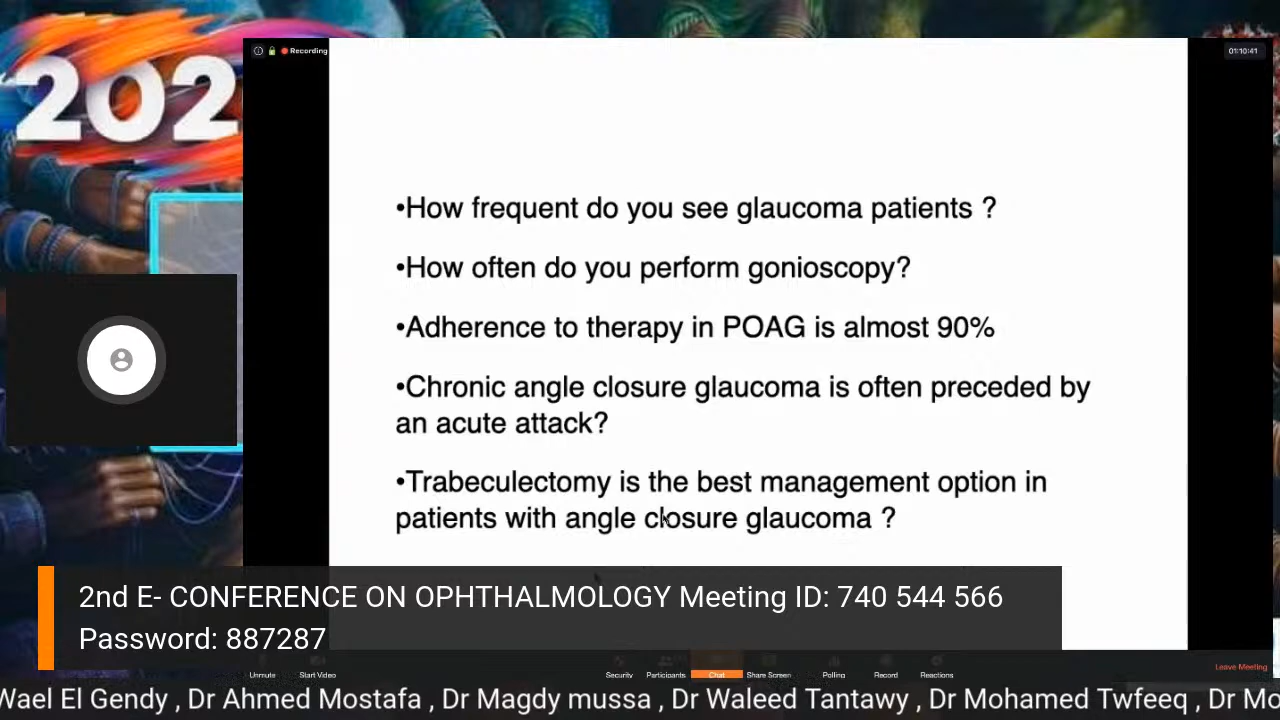 202
Recording
01:10:41
•How frequent do you see glaucoma patients ?
•How often do you perform gonioscopy?
•Adherence to therapy in POAG is almost 90%
•Chronic angle closure glaucoma is often preceded by
an acute attack?
•Trabeculectomy is the best management option in
patients with angle closure glaucoma ?
2nd E- CONFERENCE ON OPHTHALMOLOGY Meeting ID: 740 544 566
Password: 887287
Unmute Start Video Security Participants Chat Share Screen Polling Record Reactions Leave Meeting
Wael El Gendy , Dr Ahmed Mostafa , Dr Magdy mussa , Dr Waleed Tantawy , Dr Mohamed Twfeeq , Dr Mo